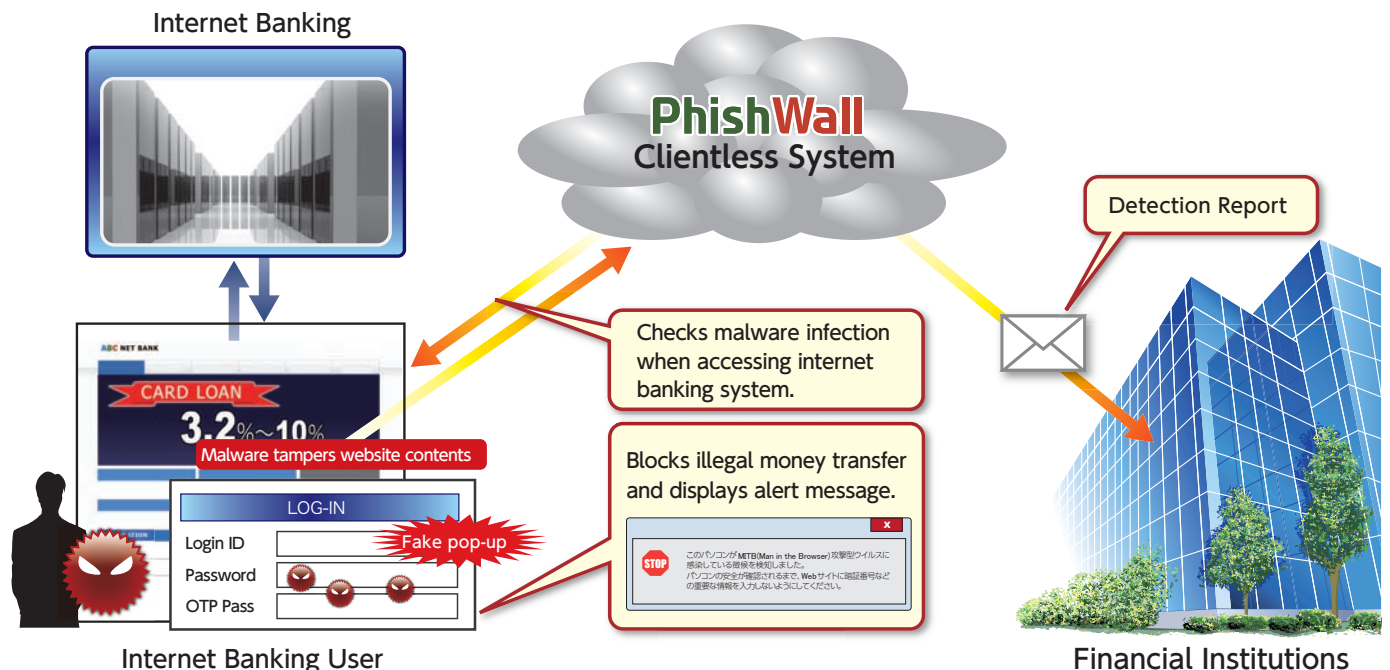 Internet Banking
PhishWall
Clientless System
Detection Report
Checks malware infection
when accessing internet
banking system.
ABC NET BANK
CARD LOAN
3.2%～10%
Malware tampers website contents
LOG-IN
Login ID
Password
OTP Pass
Fake pop-up
Blocks illegal money transfer
and displays alert message.
X
STOP
このパソコンがMITB(Man in the Browser)攻撃型ウイルスに
感染している徴候を検知しました。
パソコンの安全が確認されるまで、Webサイトに暗証番号など
の重要な情報を入力しないようにしてください。
Internet Banking User
Financial Institutions